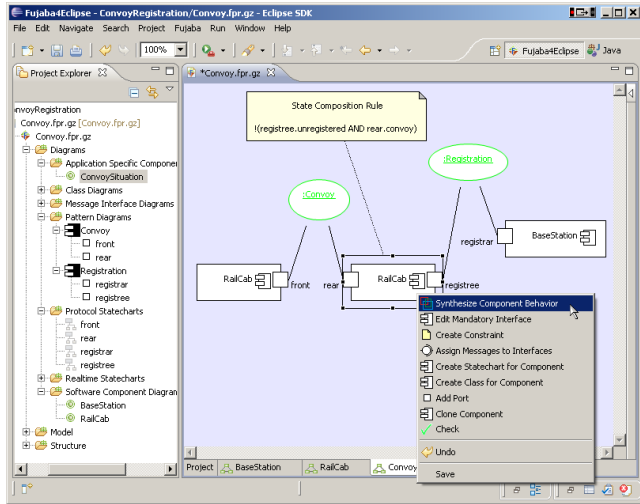 Fujaba4Eclipse - ConvoyRegistration/Convoy.fpr.gz - Eclipse SDK
File Edit Navigate Search Project Fujaba Run Window Help
100%
Fujaba4Eclipse
Java
Project Explorer
*Convoy.fpr.gz
nvoyRegistration
Convoy.fpr.gz [Convoy.fpr.gz]
Convoy.fpr.gz
Diagrams
Application Specific Componer
ConvoySituation
Class Diagrams
Message Interface Diagrams
Pattern Diagrams
Convoy
front
rear
Registration
registrar
registree
Protocol Statecharts
front
rear
registrar
registree
Realtime Statecharts
Software Component Diagran
BaseStation
RailCab
Model
Structure
State Composition Rule
!(registree.unregistered AND rear.convoy)
:Registration
:Convoy
registrar
BaseStation
RailCab
front
rear
RailCab
registree
Synthesize Component Behavior
Edit Mandatory Interface
Create Constraint
Assign Messages to Interfaces
Create Statechart for Component
Create Class for Component
Add Port
Clone Component
Check
Undo
Save
Project
BaseStation
RailCab
Convoy